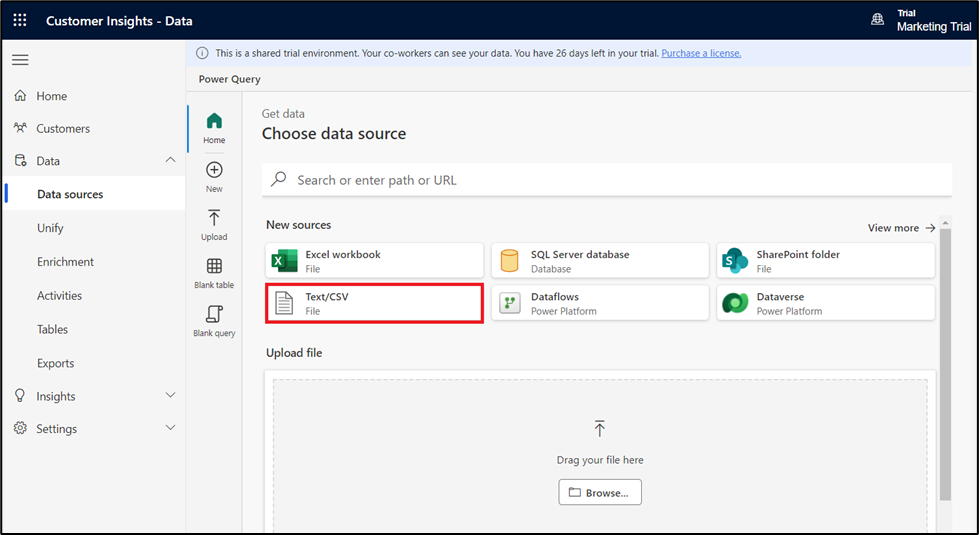 Customer Insights - Data
Trial
Marketing Trial
This is a shared trial environment. Your co-workers can see your data. You have 26 days left in your trial. Purchase a license.
Power Query
Home
Customers
Data
Data sources
Unify
Enrichment
Activities
Tables
Exports
Insights
Settings
Home
New
Upload
Blank table
Blank query
Get data
Choose data source
Search or enter path or URL
New sources
View more
Excel workbook
File
SQL Server database
Database
SharePoint folder
File
Text/CSV
File
Dataflows
Power Platform
Dataverse
Power Platform
Upload file
Drag your file here
Browse...